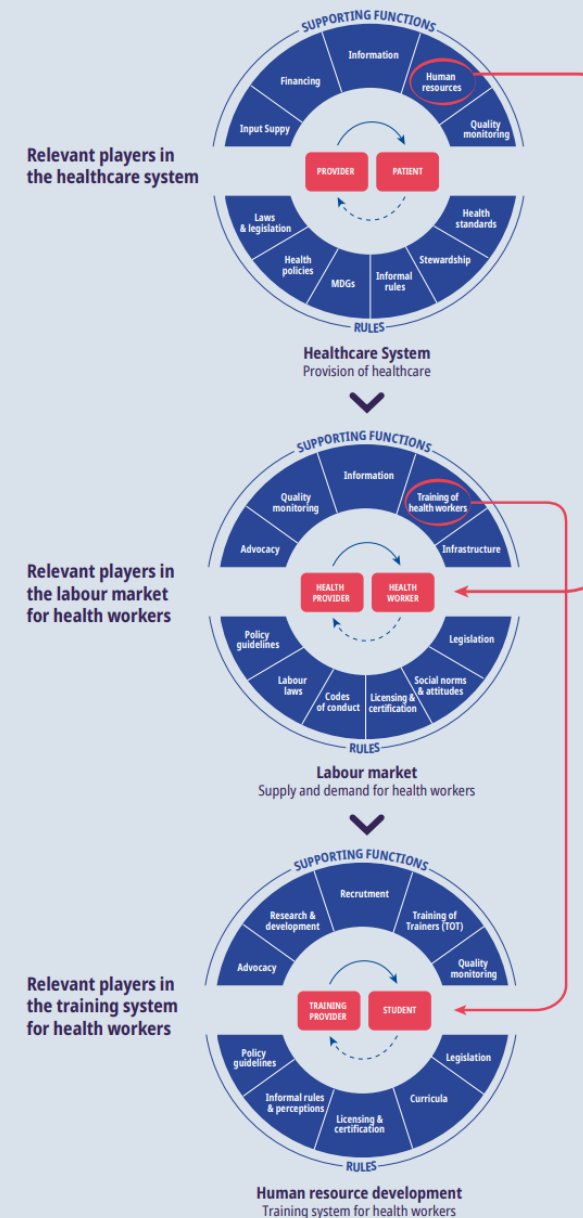 SUPPORTING FUNCTIONS
Information
Financing
Human
resources
Input Suppy
Quality
monitoring
Relevant players in
the healthcare system
PROVIDER
PATIENT
Laws
& legislation
Health
standards
Health
policies
Stewardship
MDGs
Informal
rules
RULES
Healthcare System
Provision of healthcare
SUPPORTING FUNCTIONS
Information
Quality
monitoring
Training of
health workers
Advocacy
Infrastructure
Relevant players in
the labour market
for health workers
HEALTH
PROVIDER
HEALTH
WORKER
Policy
guidelines
Legislation
Labour
laws
Social norms
& attitudes
Codes
of conduct
Licensing &
certification
RULES
Labour market
Supply and demand for health workers
SUPPORTING FUNCTIONS
Recrutment
Research &
development
Training of
Trainers (TOT)
Advocacy
Quality
monitoring
Relevant players in
the training system
for health workers
TRAINING
PROVIDER
STUDENT
Policy
guidelines
Legislation
Informal rules
& perceptions
Curricula
Licensing &
certification
RULES
Human resource development
Training system for health workers